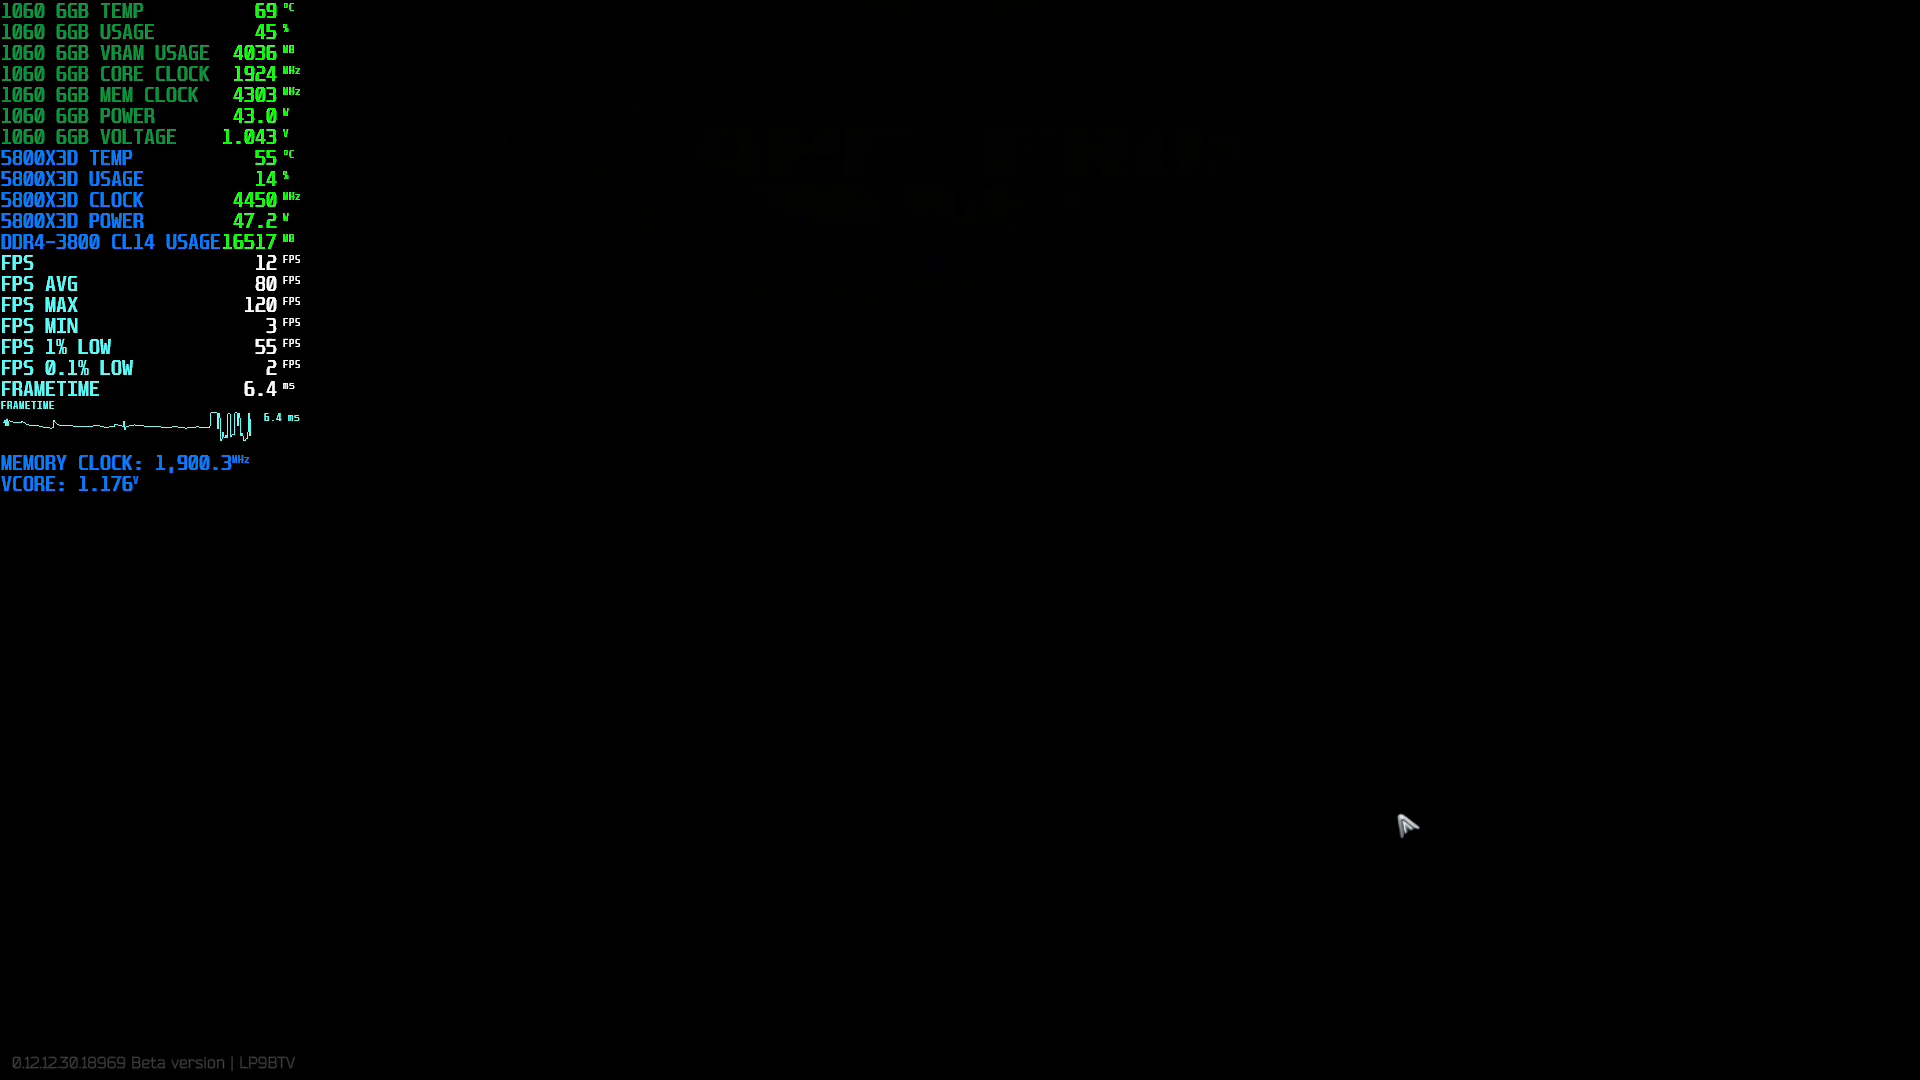 1060 6GB TEMP 69 °C
1060 6GB USAGE 45 %
1060 6GB VRAM USAGE 4036 MB
1060 6GB CORE CLOCK 1924 MHz
1060 6GB MEM CLOCK 4303 MHz
1060 6GB POWER 43.0 W
1060 6GB VOLTAGE 1.043 V
5800X3D TEMP 55 °C
5800X3D USAGE 14 %
5800X3D CLOCK 4450 MHz
5800X3D POWER 47.2 W
DDR4-3800 CL14 USAGE 16517 MB
FPS 12 FPS
FPS AVG 80 FPS
FPS MAX 120 FPS
FPS MIN 3 FPS
FPS 1% LOW 55 FPS
FPS 0.1% LOW 2 FPS
FRAMETIME 6.4 ms
FRAMETIME
6.4 ms
MEMORY CLOCK: 1,900.3MHz
VCORE: 1.176V
0.12.12.30.18969 Beta version | LP9BTV